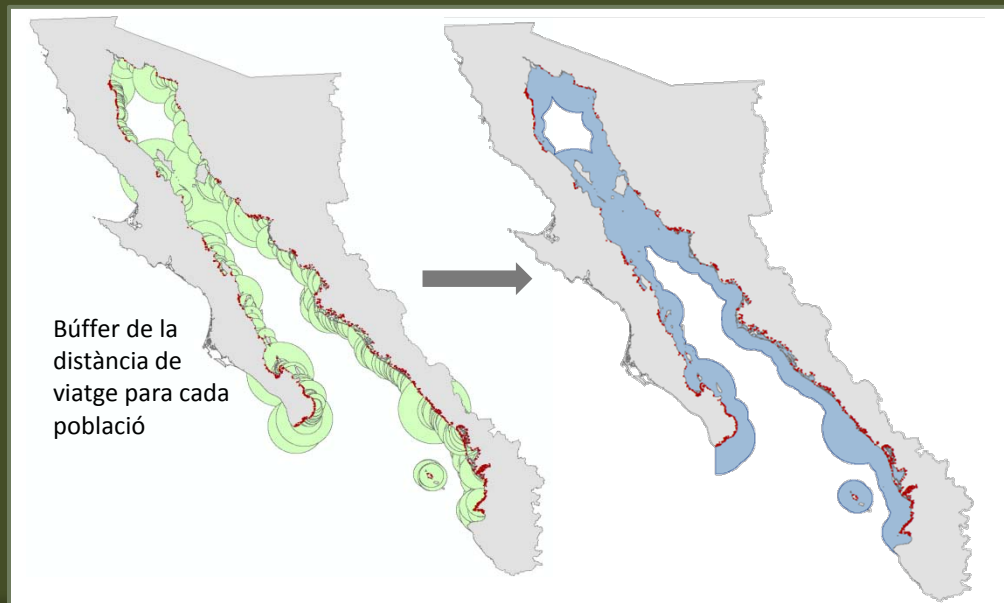 Búffer de la
distància de
viatge para cada
població